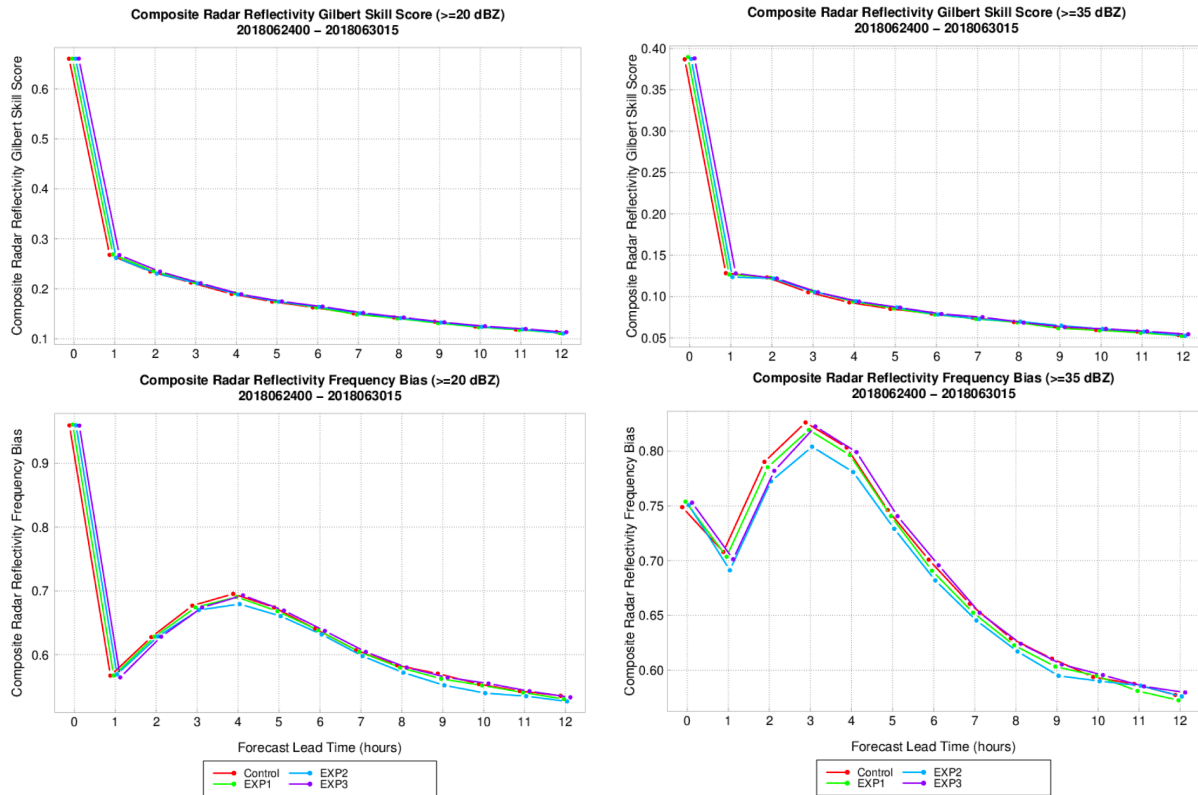 Composite Radar Reflectivity Gilbert Skill Score (>=20 dBZ)
2018062400 − 2018063015
Composite Radar Reflectivity Gilbert Skill Score
0.6
0.5
0.4
0.3
0.2
0.1
0 1 2 3 4 5 6 7 8 9 10 11 12
Composite Radar Reflectivity Gilbert Skill Score (>=35 dBZ)
2018062400 − 2018063015
Composite Radar Reflectivity Gilbert Skill Score
0.40
0.35
0.30
0.25
0.20
0.15
0.10
0.05
0 1 2 3 4 5 6 7 8 9 10 11 12
Composite Radar Reflectivity Frequency Bias (>=20 dBZ)
2018062400 − 2018063015
Composite Radar Reflectivity Frequency Bias
0.9
0.8
0.7
0.6
0 1 2 3 4 5 6 7 8 9 10 11 12
Forecast Lead Time (hours)
Control EXP2
EXP1 EXP3
Composite Radar Reflectivity Frequency Bias (>=35 dBZ)
2018062400 − 2018063015
Composite Radar Reflectivity Frequency Bias
0.80
0.75
0.70
0.65
0.60
0 1 2 3 4 5 6 7 8 9 10 11 12
Forecast Lead Time (hours)
Control EXP2
EXP1 EXP3